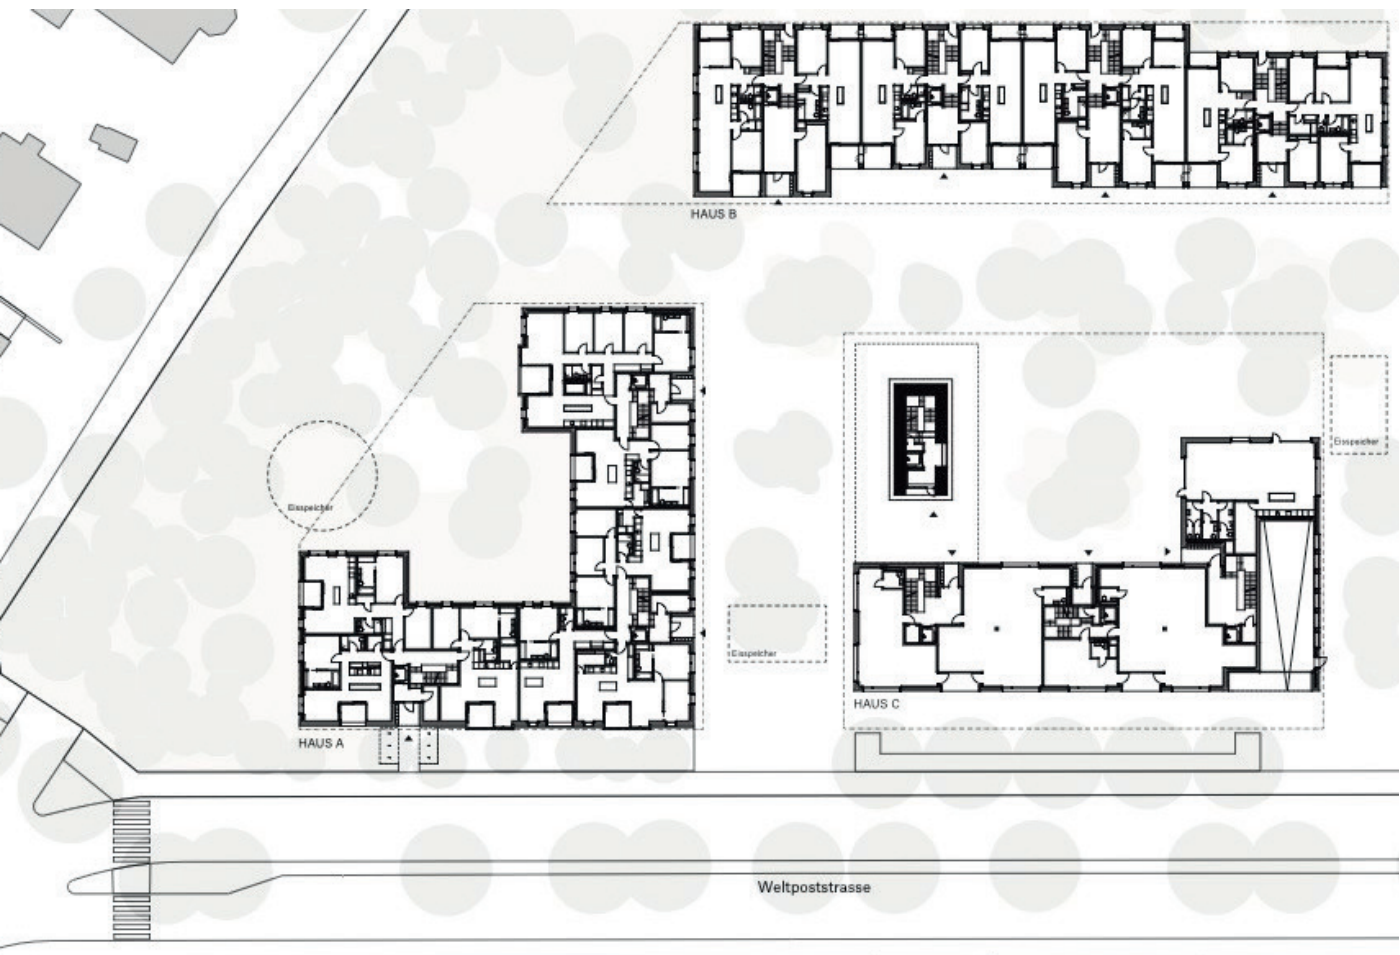 HAUS B
Eisspeicher
Eisspeicher
Eisspeicher
HAUS C
HAUS A
Weltpoststrasse